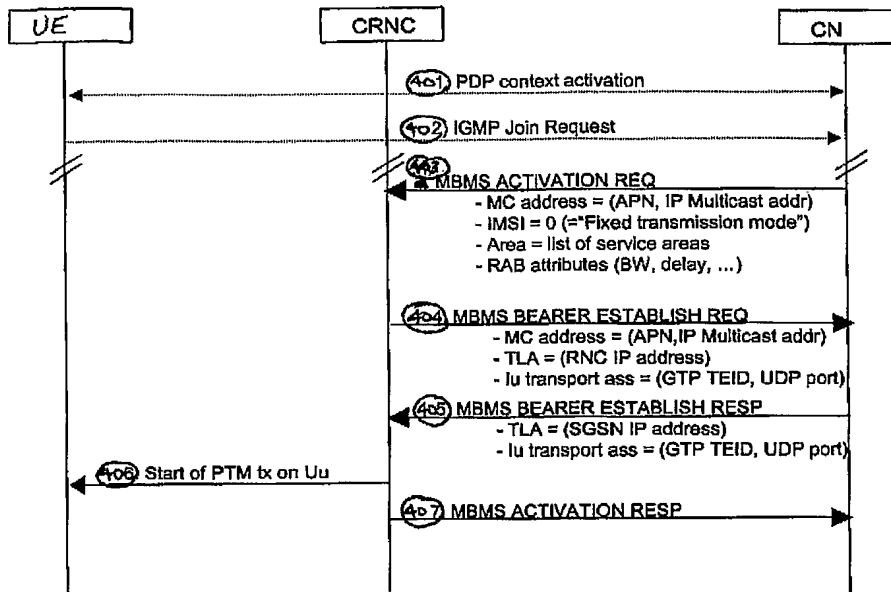 UE
CRNC
CN
401, PDP context activation
402, IGMP Join Request
403
MBMS ACTIVATION REQ
- MC address = (APN, IP Multicast addr)
- IMSI = 0 (="Fixed transmission mode")
- Area = list of service areas
- RAB attributes (BW, delay, ...)
404 MBMS BEARER ESTABLISH REQ
- MC address = (APN,IP Multicast addr)
- TLA = (RNC IP address)
- Iu transport ass = (GTP TEID, UDP port)
405 MBMS BEARER ESTABLISH RESP
- TLA = (SGSN IP address)
- Iu transport ass = (GTP TEID, UDP port)
406, Start of PTM tx on Uu
407 MBMS ACTIVATION RESP